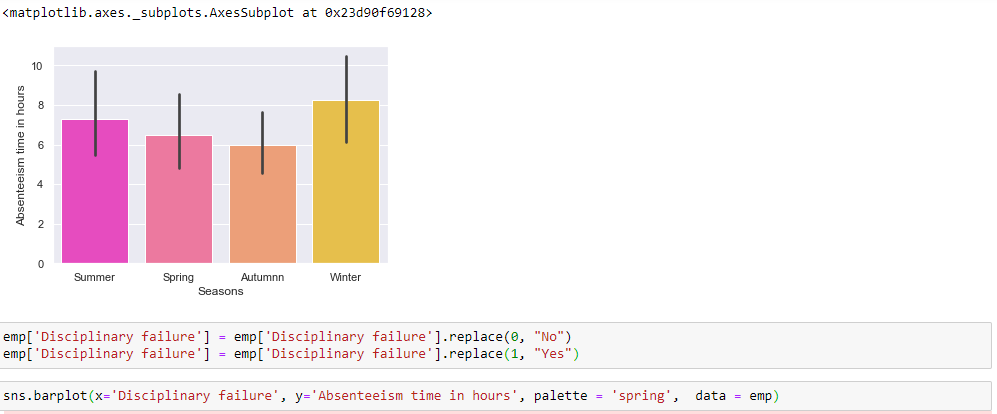 <matplotlib.axes._subplots.AxesSubplot at 0x23d90f69128>
10
8
6
4
2
0
Absenteeism time in hours
Summer Spring Autumnn Winter
Seasons
emp['Disciplinary failure'] = emp['Disciplinary failure'].replace(0, "No")
emp['Disciplinary failure'] = emp['Disciplinary failure'].replace(1, "Yes")
sns.barplot(x='Disciplinary failure', y='Absenteeism time in hours', palette = 'spring',  data = emp)